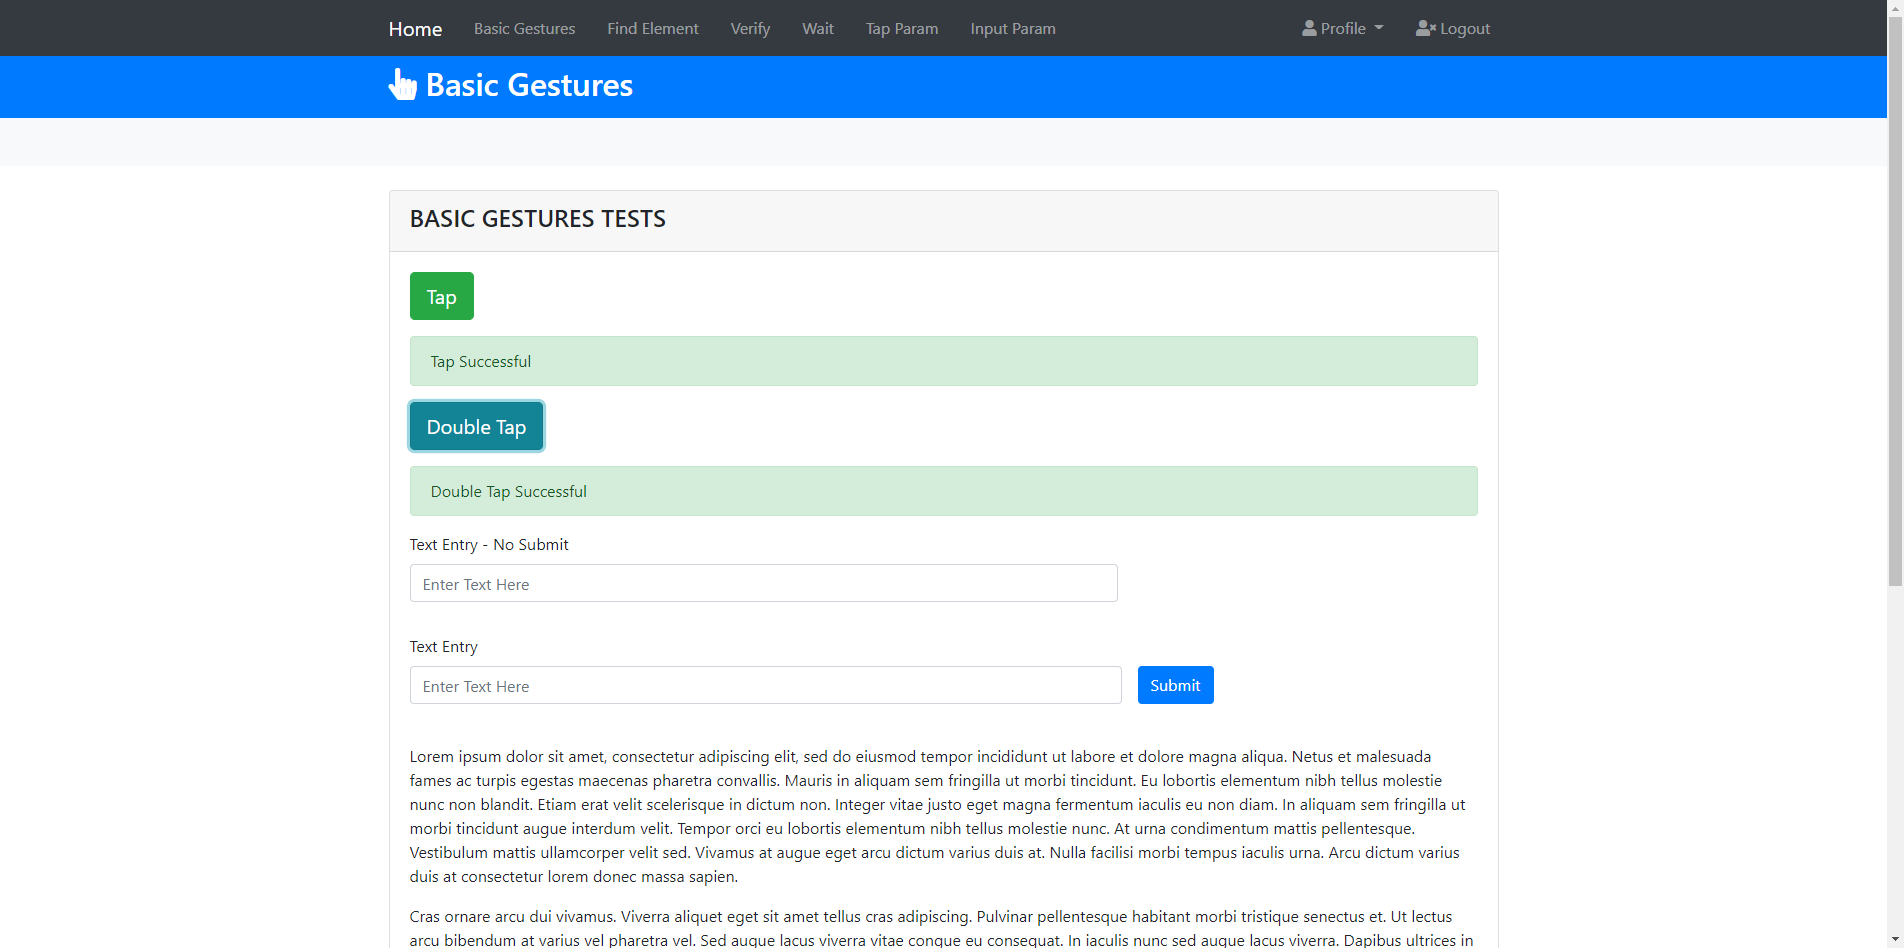 Home Basic Gestures Find Element Verify Wait Tap Param Input Param Profile Logout
Basic Gestures
BASIC GESTURES TESTS
Tap
Tap Successful
Double Tap
Double Tap Successful
Text Entry - No Submit
Enter Text Here
Text Entry
Enter Text Here Submit
Lorem ipsum dolor sit amet, consectetur adipiscing elit, sed do eiusmod tempor incididunt ut labore et dolore magna aliqua. Netus et malesuada
fames ac turpis egestas maecenas pharetra convallis. Mauris in aliquam sem fringilla ut morbi tincidunt. Eu lobortis elementum nibh tellus molestie
nunc non blandit. Etiam erat velit scelerisque in dictum non. Integer vitae justo eget magna fermentum iaculis eu non diam. In aliquam sem fringilla ut
morbi tincidunt augue interdum velit. Tempor orci eu lobortis elementum nibh tellus molestie nunc. At urna condimentum mattis pellentesque.
Vestibulum mattis ullamcorper velit sed. Vivamus at augue eget arcu dictum varius duis at. Nulla facilisi morbi tempus iaculis urna. Arcu dictum varius
duis at consectetur lorem donec massa sapien.
Cras ornare arcu dui vivamus. Viverra aliquet eget sit amet tellus cras adipiscing. Pulvinar pellentesque habitant morbi tristique senectus et. Ut lectus
arcu bibendum at varius vel pharetra vel. Sed augue lacus viverra vitae congue eu consequat. In iaculis nunc sed augue lacus viverra. Dapibus ultrices in